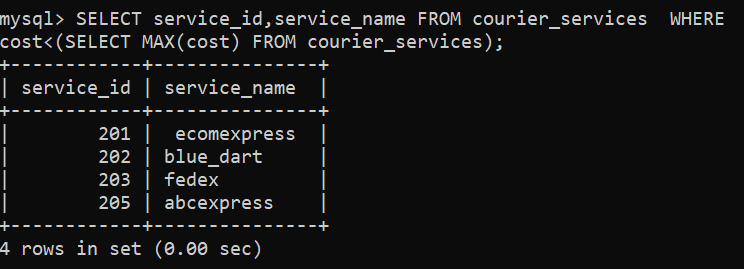 mysql> SELECT service_id,service_name FROM courier_services  WHERE
cost<(SELECT MAX(cost) FROM courier_services);
+------------+---------------+
| service_id | service_name  |
+------------+---------------+
|        201 |  ecomexpress  |
|        202 | blue_dart     |
|        203 | fedex         |
|        205 | abcexpress    |
+------------+---------------+
4 rows in set (0.00 sec)